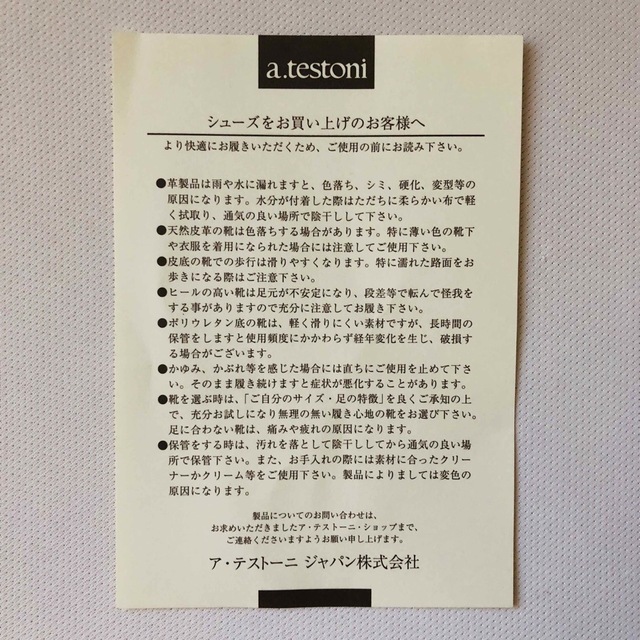 a.testoni
シューズをお買い上げのお客様へ
より快適にお履きいただくため、ご使用の前にお読み下さい。
●革製品は雨や水に漏れますと、色落ち、シミ、硬化、変型等の
原因になります。水分が付着した際はただちに柔らかい布で軽
く拭取り、通気の良い場所で陰干しして下さい。
●天然皮革の靴は色落ちする場合があります。特に薄い色の靴下
や衣服を着用になられた場合には注意してご使用下さい。
●皮底の靴での歩行は滑りやすくなります。特に濡れた路面をお
歩きになる際はご注意下さい。
●ヒールの高い靴は足元が不安定になり、段差等で転んで怪我を
する事がありますので充分に注意してお履き下さい。
●ポリウレタン底の靴は、軽く滑りにくい素材ですが、長時間の
保管をしますと使用頻度にかかわらず経年変化を生じ、破損す
る場合がございます。
●かゆみ、かぶれ等を感じた場合には直ちにご使用を止めて下さ
い。そのまま履き続けますと症状が悪化することがあります。
●靴を選ぶ時は、「ご自分のサイズ・足の特徴」を良くご承知の上
で、充分お試しになり無理の無い履き心地の靴をお選び下さい。
足に合わない靴は、痛みや疲れの原因になります。
●保管をする時は、汚れを落として陰干ししてから通気の良い場
所で保管下さい。また、お手入れの際には素材に合ったクリー
ナーかクリーム等をご使用下さい。製品によりましては変色の
原因になります。
製品についてのお問い合わせは、
お求めいただきましたア・テストーニ・ショップまで、
ご連絡くださいますようお願い申し上げます。
ア・テストーニ ジャパン株式会社